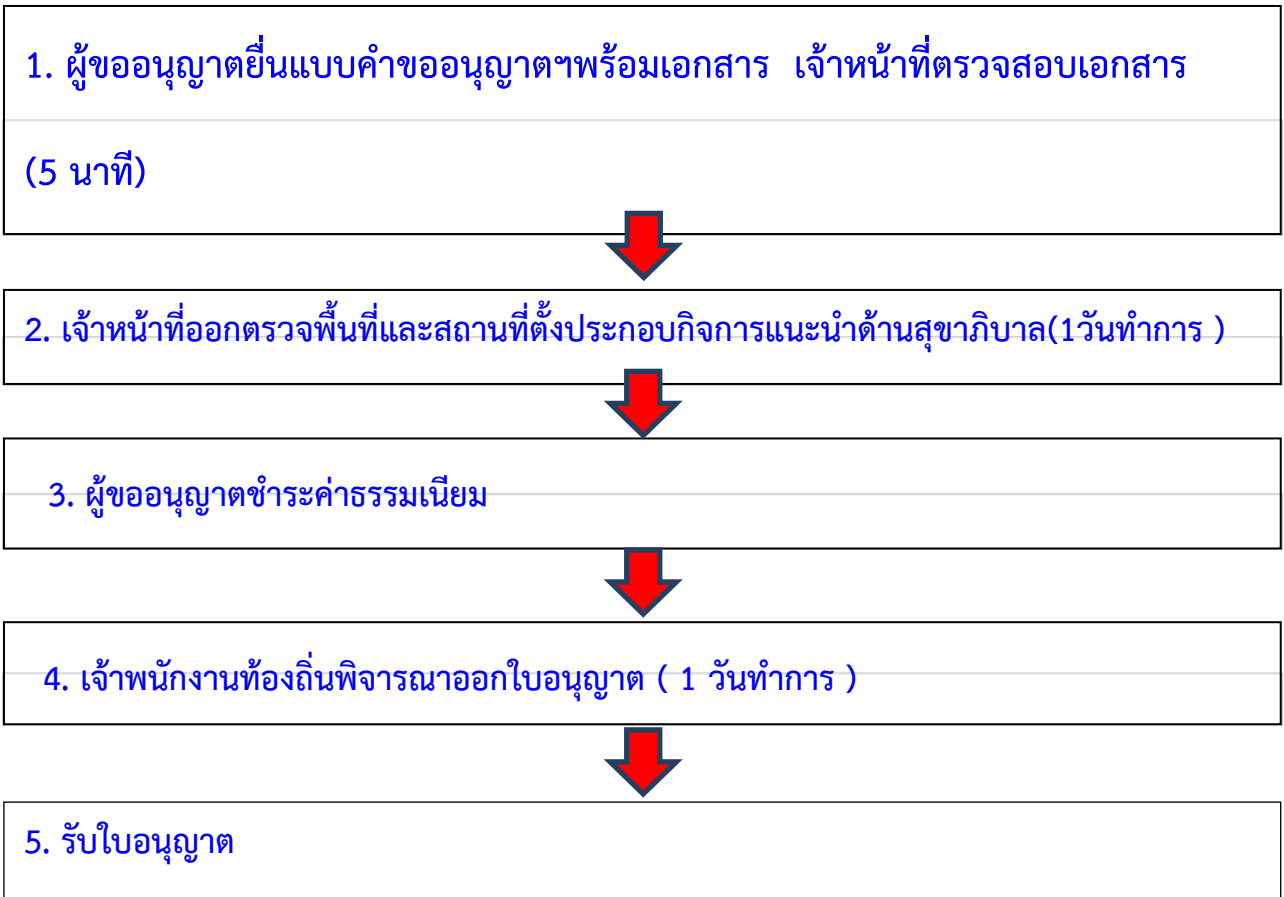 1. ผู้ขออนุญาตยื่นแบบคำขออนุญาตฯพร้อมเอกสาร เจ้าหน้าที่ตรวจสอบเอกสาร
(5 นาที)
2. เจ้าหน้าที่ออกตรวจพื้นที่และสถานที่ตั้งประกอบกิจการแนะนำด้านสุขาภิบาล(1วันทำการ )
3. ผู้ขออนุญาตชำระค่าธรรมเนียม
4. เจ้าพนักงานท้องถิ่นพิจารณาออกใบอนุญาต ( 1 วันทำการ )
5. รับใบอนุญาต